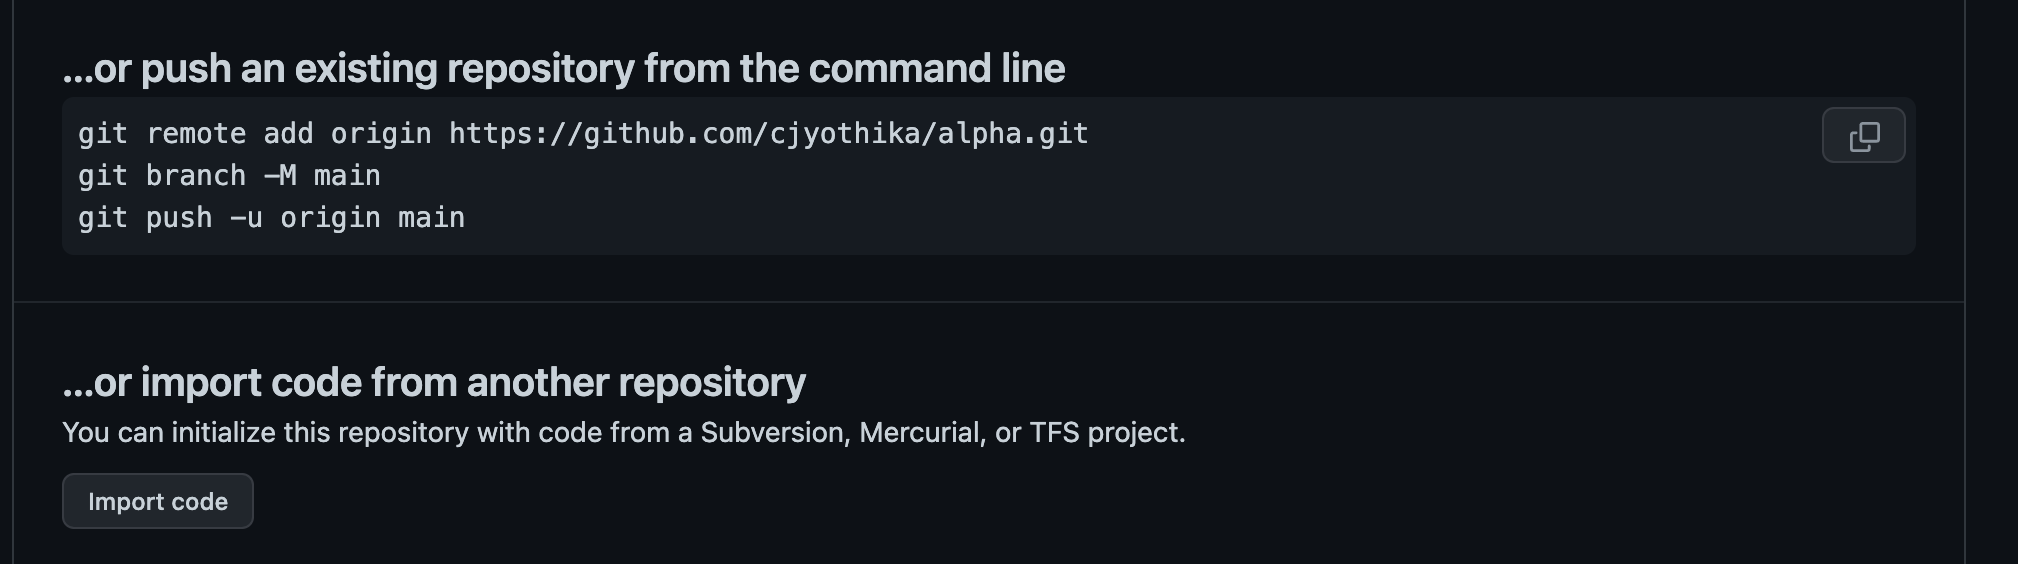 ...or push an existing repository from the command line
git remote add origin https://github.com/cjyothika/alpha.git
git branch -M main
git push -u origin main
...or import code from another repository
You can initialize this repository with code from a Subversion, Mercurial, or TFS project.
Import code